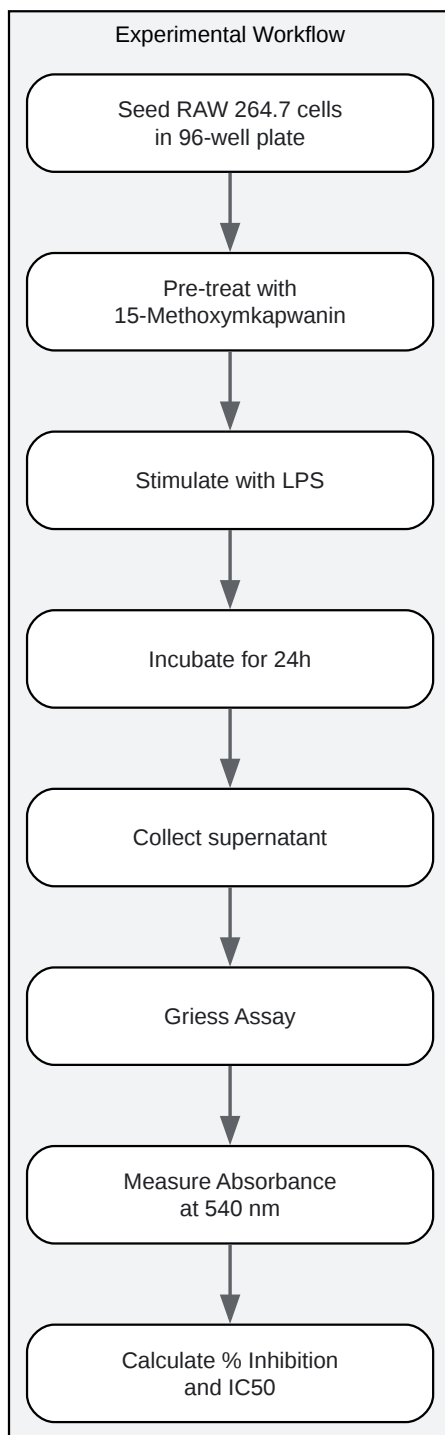 Experimental Workflow
Seed RAW 264.7 cells
in 96-well plate
Pre-treat with
15-Methoxymkapwanin
Stimulate with LPS
Incubate for 24h
Collect supernatant
Griess Assay
Measure Absorbance
at 540 nm
Calculate % Inhibition
and IC50